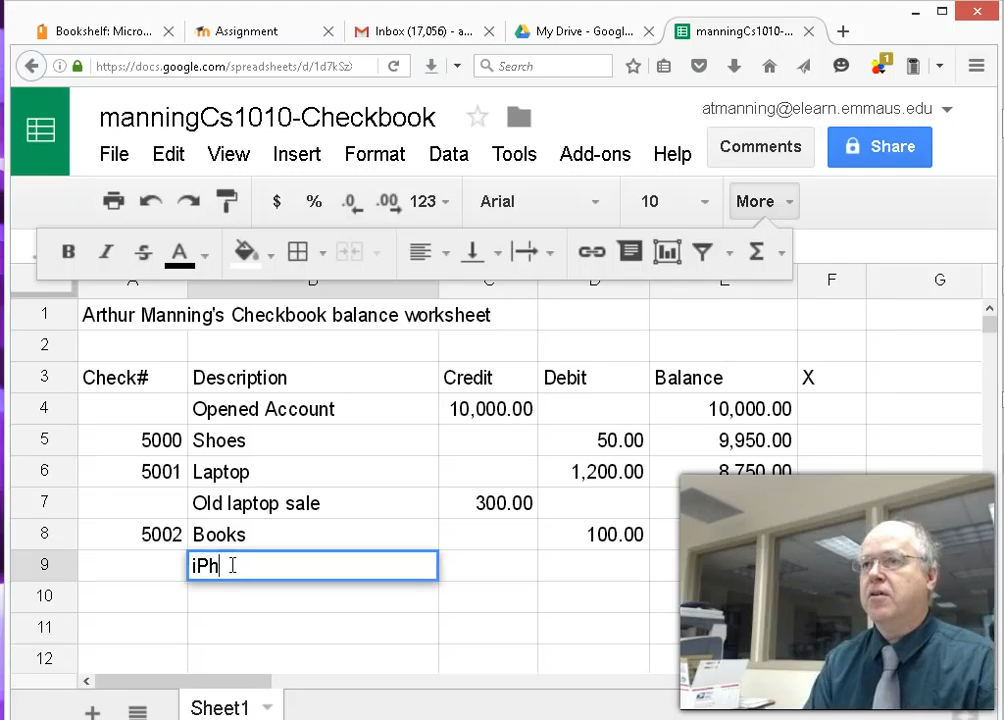 Bookshelf: Micro... × Assignment × Inbox (17,056) - a... × My Drive - Googl... × manningCs1010-... × +
https://docs.google.com/spreadsheets/d/1d7kSz Search 1
manningCs1010-Checkbook
atmanning@elearn.emmaus.edu
File Edit View Insert Format Data Tools Add-ons Help Comments Share
$ % .0 .00 123 Arial 10 More
B I S A Σ
F G
1 Arthur Manning's Checkbook balance worksheet
2
3 Check# Description Credit Debit Balance X
4 Opened Account 10,000.00 10,000.00
5 5000 Shoes 50.00 9,950.00
6 5001 Laptop 1,200.00 8,750.00
7 Old laptop sale 300.00
8 5002 Books 100.00
9 iPh
10
11
12
+ Sheet1